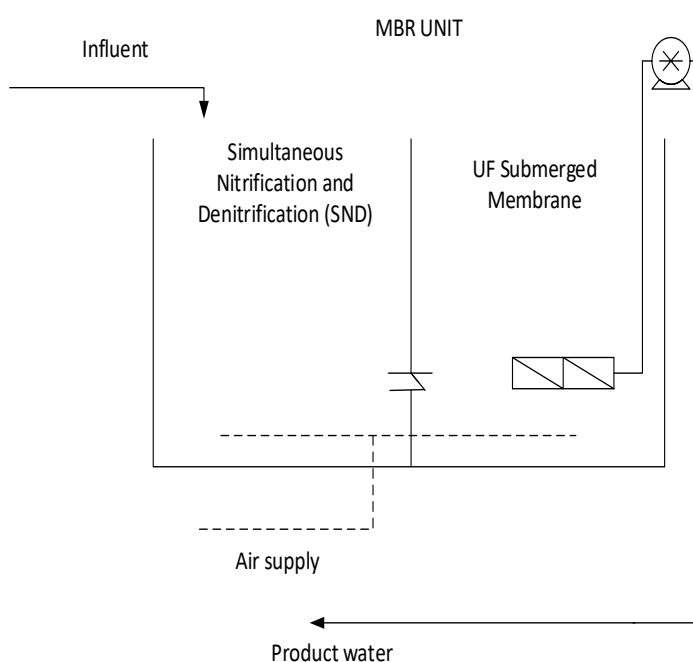 MBR UNIT
Influent
Simultaneous
Nitrification and
Denitrification (SND)
UF Submerged
Membrane
Air supply
Product water